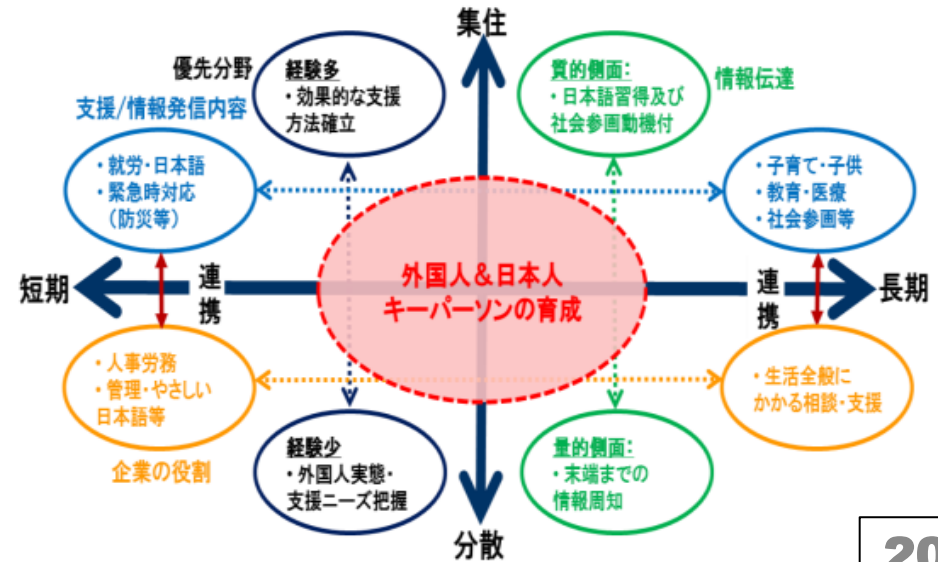 集住
優先分野
経験多
・効果的な支援
方法確立
質的側面:
・日本語習得及び
社会参画動機付
情報伝達
支援/情報発信内容
・就労・日本語
・緊急時対応
（防災等）
・子育て・子供
・教育・医療
・社会参画等
短期
連
携
外国人＆日本人
キーパーソンの育成
連
携
長期
・人事労務
・管理・やさしい
日本語等
・生活全般に
かかる相談・支援
企業の役割
経験少
・外国人実態・
支援ニーズ把握
量的側面:
・末端までの
情報周知
分散
20